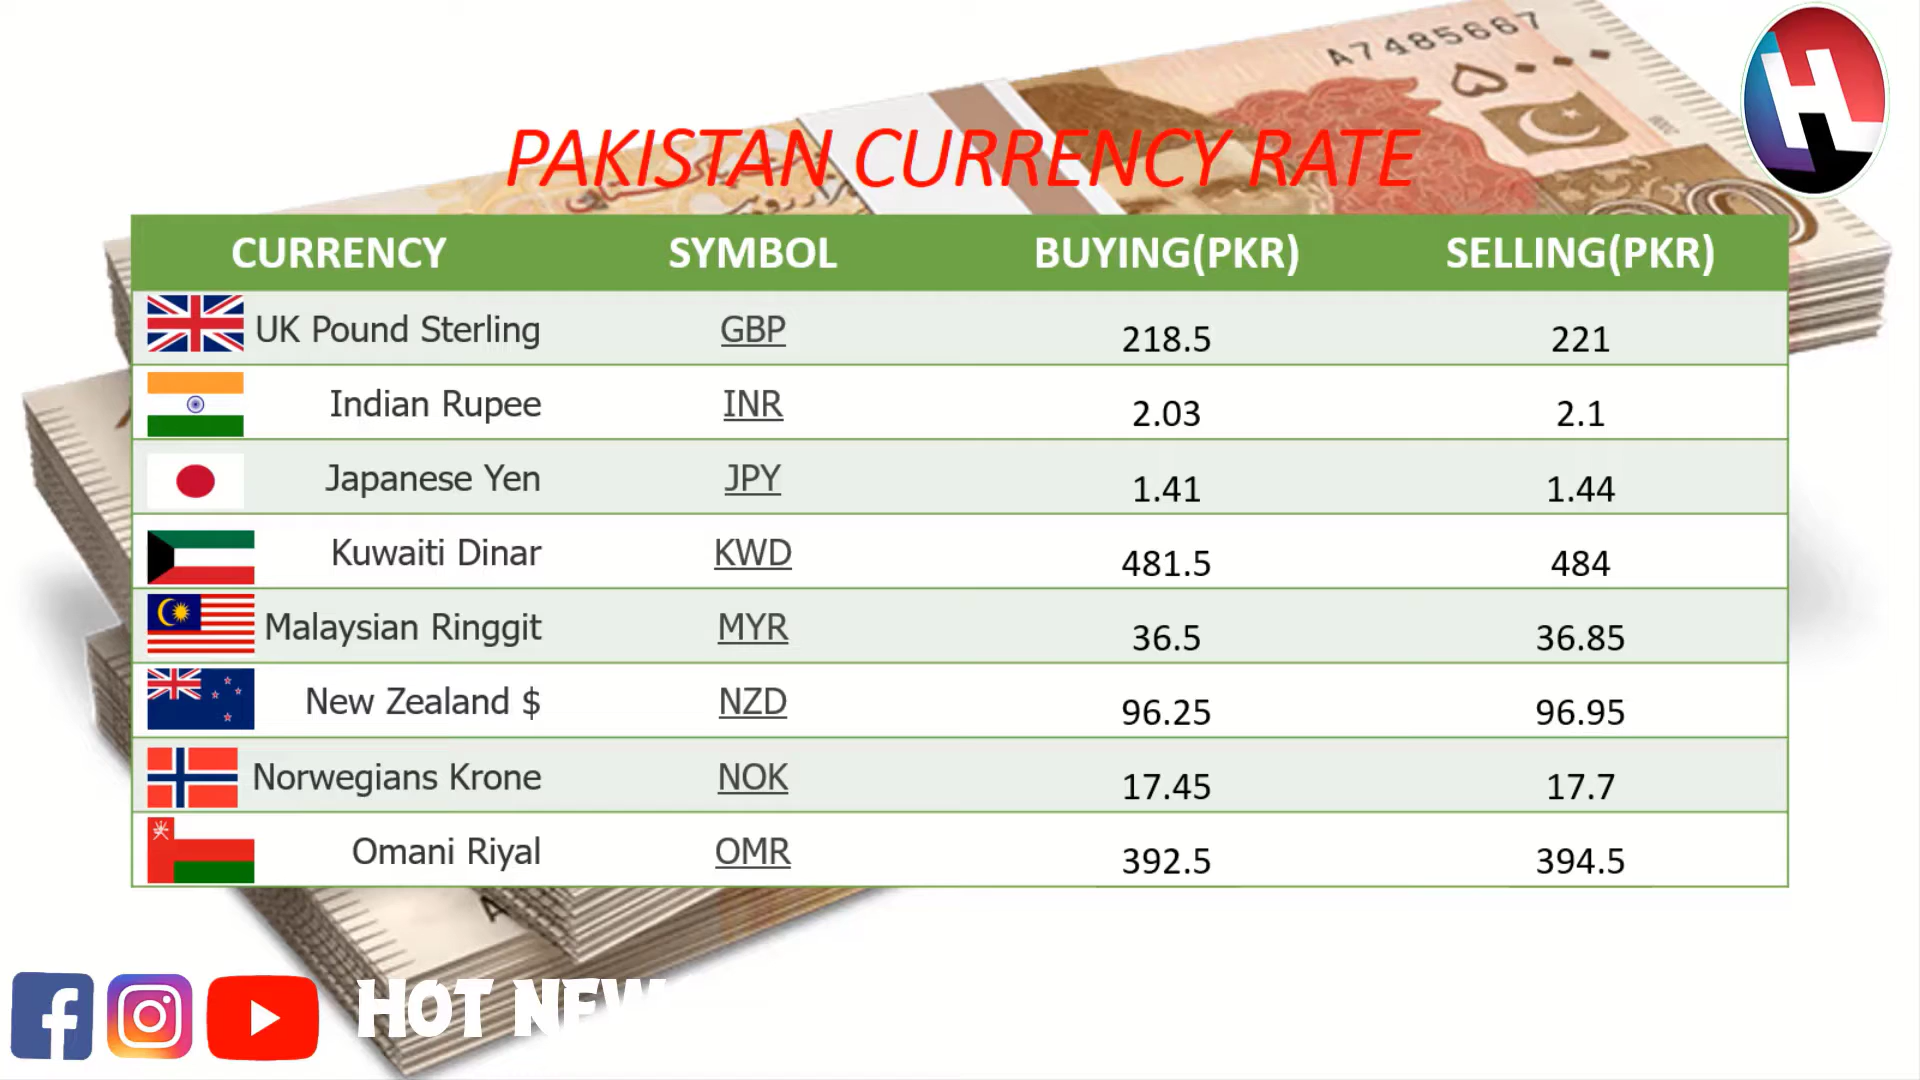 A7485667
۵۰۰۰
PAKISTAN CURRENCY RATE
CURRENCY SYMBOL BUYING(PKR) SELLING(PKR)
UK Pound Sterling GBP 218.5 221
Indian Rupee INR 2.03 2.1
Japanese Yen JPY 1.41 1.44
Kuwaiti Dinar KWD 481.5 484
Malaysian Ringgit MYR 36.5 36.85
New Zealand $ NZD 96.25 96.95
Norwegians Krone NOK 17.45 17.7
Omani Riyal OMR 392.5 394.5
HOT NEW